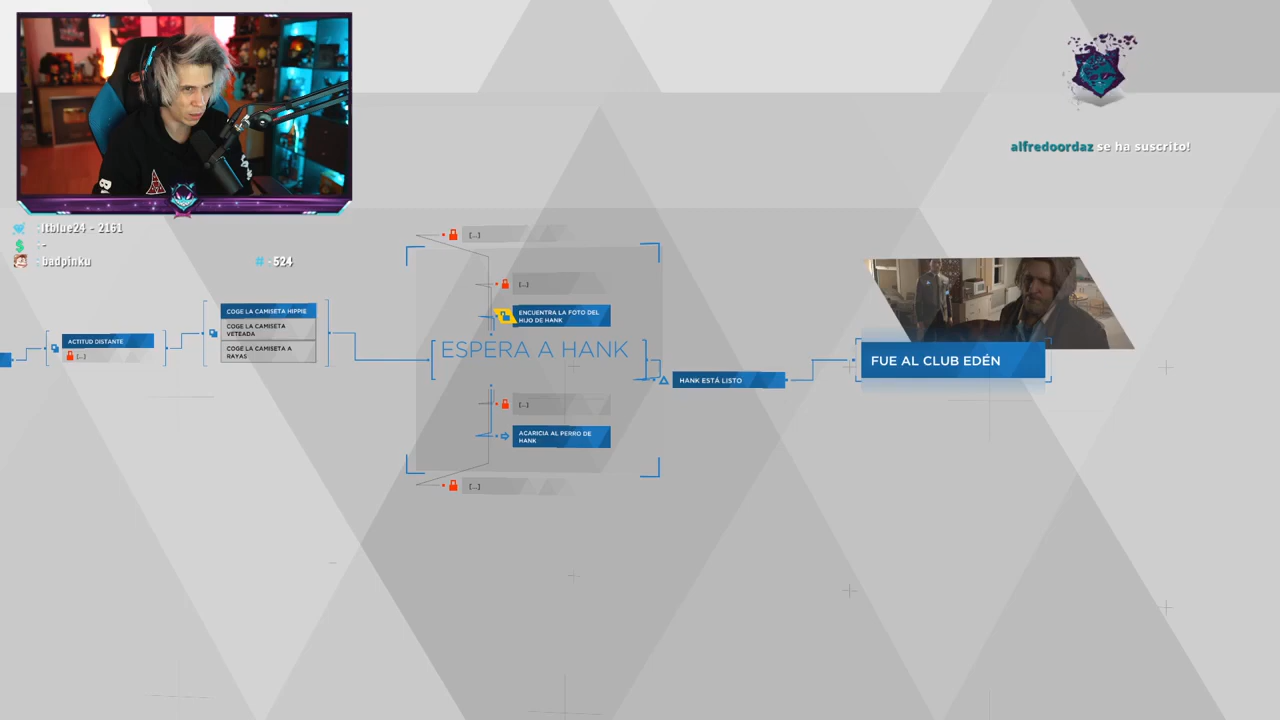 alfredoordaz se ha suscrito!
: ltblue24 - 2161
: -
: badpinku
# -524
ACTITUD DISTANTE
[...]
COGE LA CAMISETA HIPPIE
COGE LA CAMISETA
VETEADA
COGE LA CAMISETA A
RAYAS
[...]
[...]
ENCUENTRA LA FOTO DEL
HIJO DE HANK
ESPERA A HANK
[...]
ACARICIA AL PERRO DE
HANK
[...]
HANK ESTÁ LISTO
FUE AL CLUB EDÉN